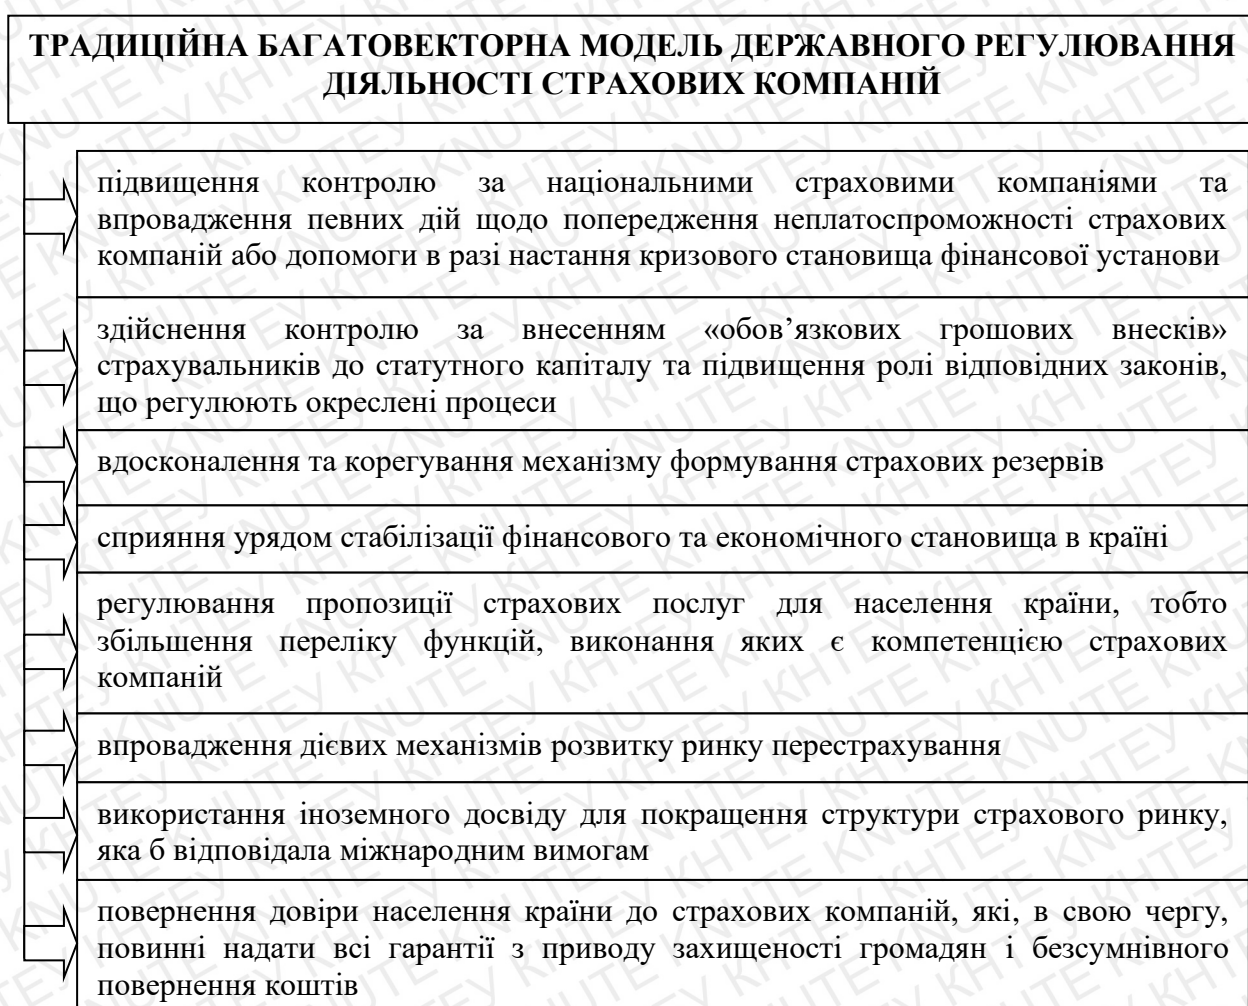 ТРАДИЦІЙНА БАГАТОВЕКТОРНА МОДЕЛЬ ДЕРЖАВНОГО РЕГУЛЮВАННЯ
ДІЯЛЬНОСТІ СТРАХОВИХ КОМПАНІЙ
підвищення контролю за національними страховими компаніями та
впровадження певних дій щодо попередження неплатоспроможності страхових
компаній або допомоги в разі настання кризового становища фінансової установи
здійснення контролю за внесенням «обов’язкових грошових внесків»
страхувальників до статутного капіталу та підвищення ролі відповідних законів,
що регулюють окреслені процеси
вдосконалення та корегування механізму формування страхових резервів
сприяння урядом стабілізації фінансового та економічного становища в країні
регулювання пропозиції страхових послуг для населення країни, тобто
збільшення переліку функцій, виконання яких є компетенцією страхових
компаній
впровадження дієвих механізмів розвитку ринку перестрахування
використання іноземного досвіду для покращення структури страхового ринку,
яка б відповідала міжнародним вимогам
повернення довіри населення країни до страхових компаній, які, в свою чергу,
повинні надати всі гарантії з приводу захищеності громадян і безсумнівного
повернення коштів